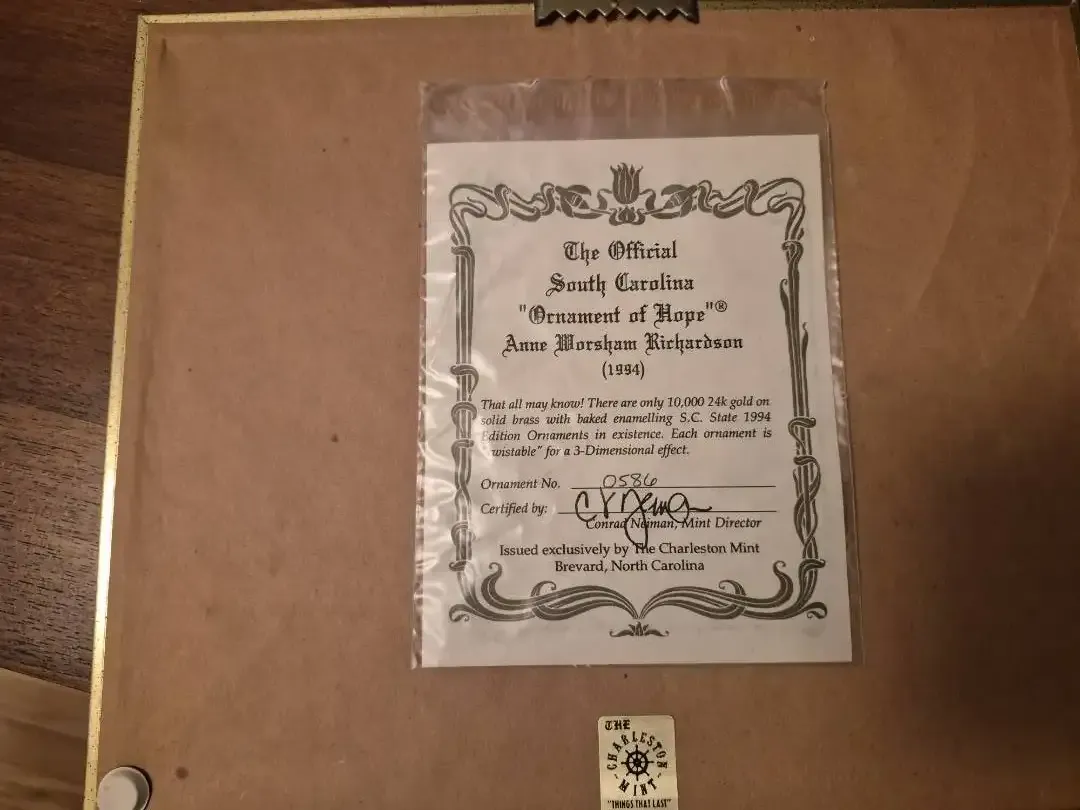 The Official
South Carolina
"Ornament of Hope"®
Anne Worsham Richardson
(1994)
That all may know! There are only 10,000 24k gold on
solid brass with baked enamelling S.C. State 1994
Edition Ornaments in existence. Each ornament is
wistable" for a 3-Dimensional effect.
Ornament No. 0586
Certified by:
Conrad Nejman, Mint Director
Issued exclusively by The Charleston Mint
Brevard, North Carolina
THE
CHARLESTON
MINT
"THINGS THAT LAST"